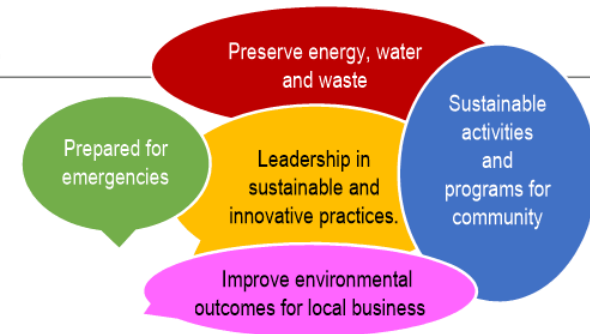 Preserve energy, water
and waste
Prepared for
emergencies
Leadership in
sustainable and
innovative practices.
Sustainable
activities
and
programs for
community
Improve environmental
outcomes for local business